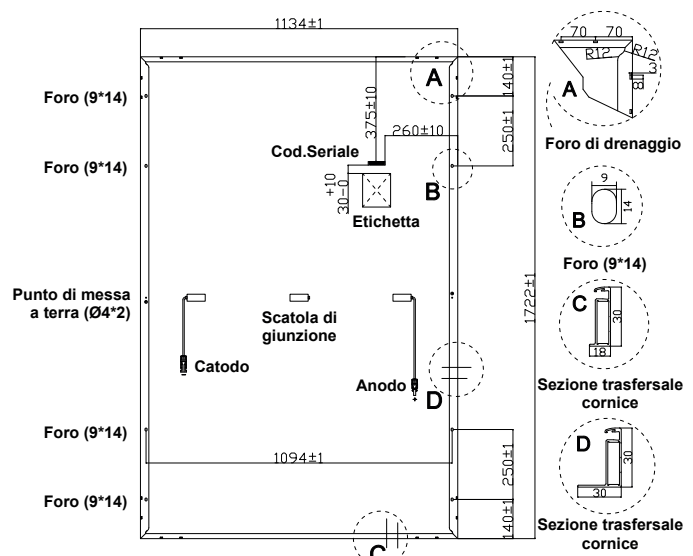 1134±1
A
140±1
250±1
375±10
260±10
Foro (9*14)
Foro (9*14)
Cod.Seriale
+10
30-0
B
Etichetta
1722±1
Punto di messa
a terra (Ø4*2)
Scatola di
giunzione
Catodo
Anodo
D
Foro (9*14)
1094±1
250±1
Foro (9*14)
140±1
C
70
70
R12
R12
3
8
A
Foro di drenaggio
9
14
B
Foro (9*14)
C
30
18
Sezione trasfersale
cornice
D
30
30
Sezione trasfersale
cornice